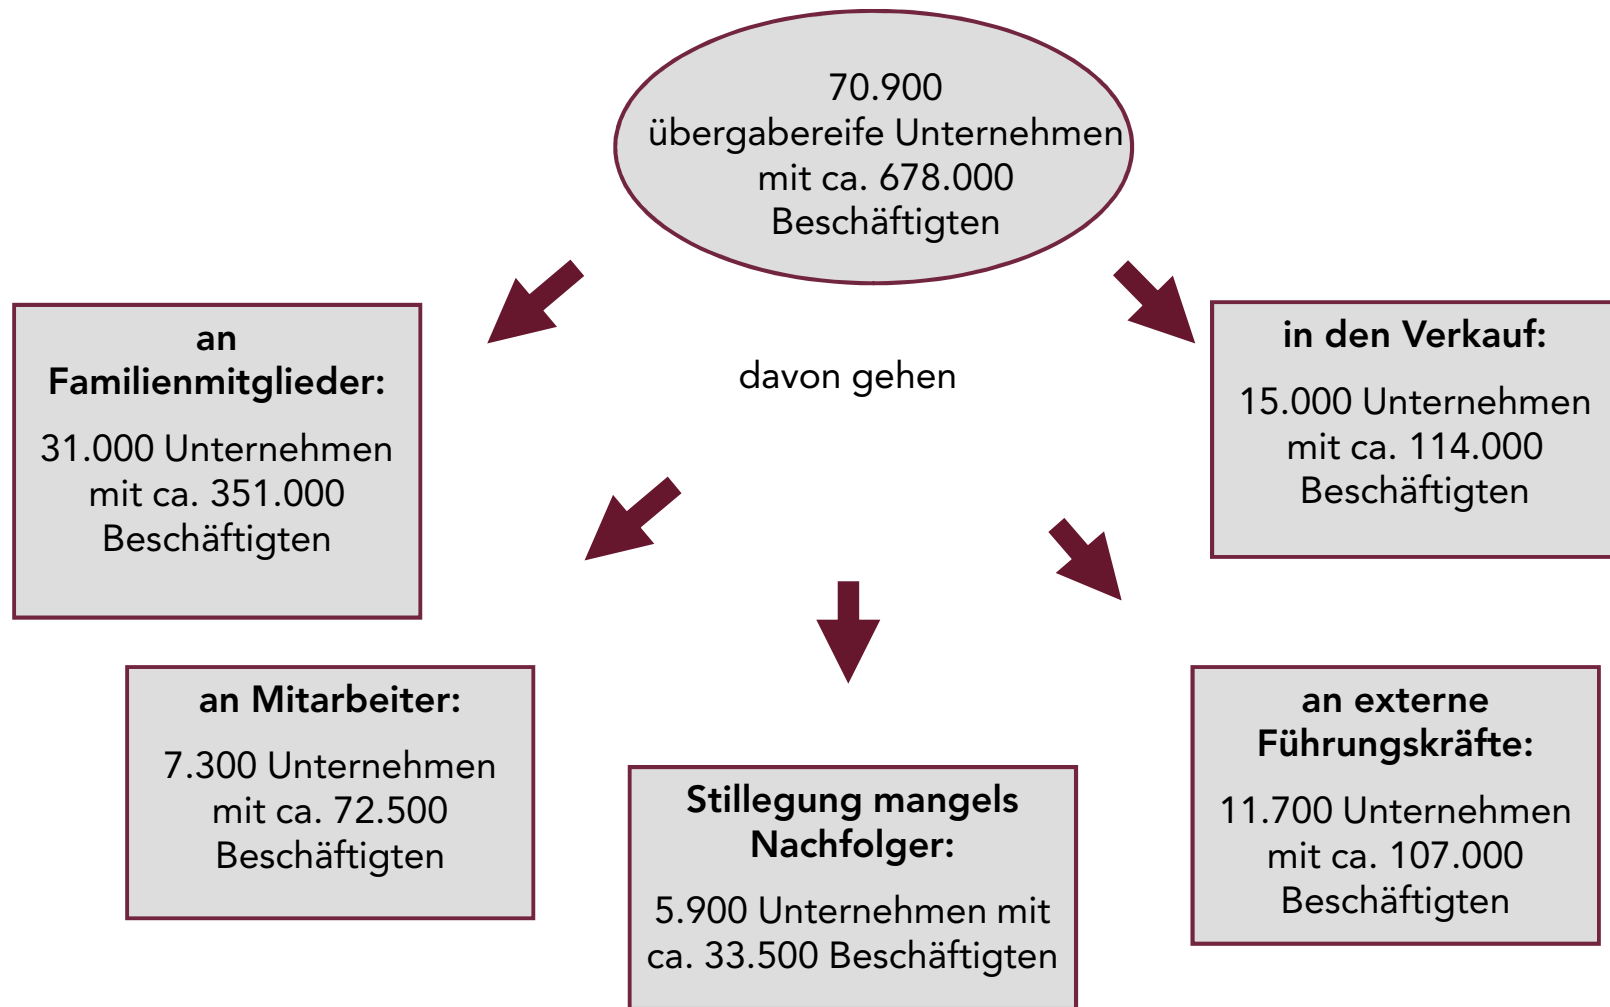 70.900
übergabereife Unternehmen
mit ca. 678.000
Beschäftigten
an
Familienmitglieder:
31.000 Unternehmen
mit ca. 351.000
Beschäftigten
davon gehen
in den Verkauf:
15.000 Unternehmen
mit ca. 114.000
Beschäftigten
an Mitarbeiter:
7.300 Unternehmen
mit ca. 72.500
Beschäftigten
Stillegung mangels
Nachfolger:
5.900 Unternehmen mit
ca. 33.500 Beschäftigten
an externe
Führungskräfte:
11.700 Unternehmen
mit ca. 107.000
Beschäftigten